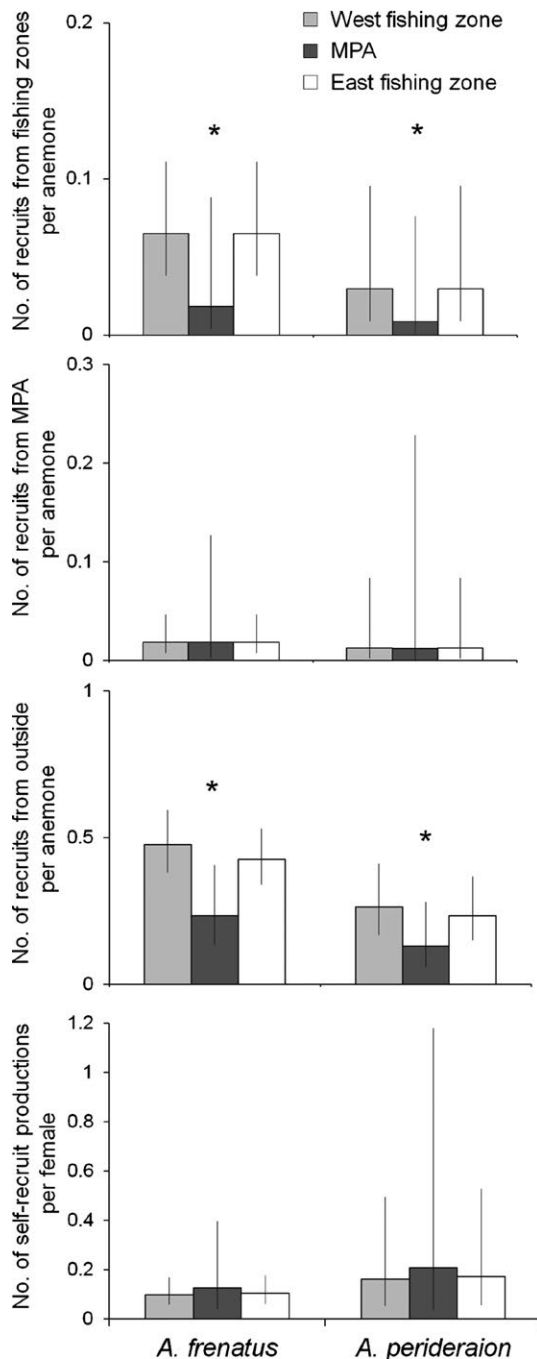 West fishing zone
MPA
East fishing zone
No. of recruits from fishing zones
per anemone
0.2
0.1
0
*
*
No. of recruits from MPA
per anemone
0.3
0.2
0.1
0
No. of recruits from outside
per anemone
1
0.5
0
*
*
No. of self-recruit productions
per female
1.2
1
0.8
0.6
0.4
0.2
0
A. frenatus
A. perideraion